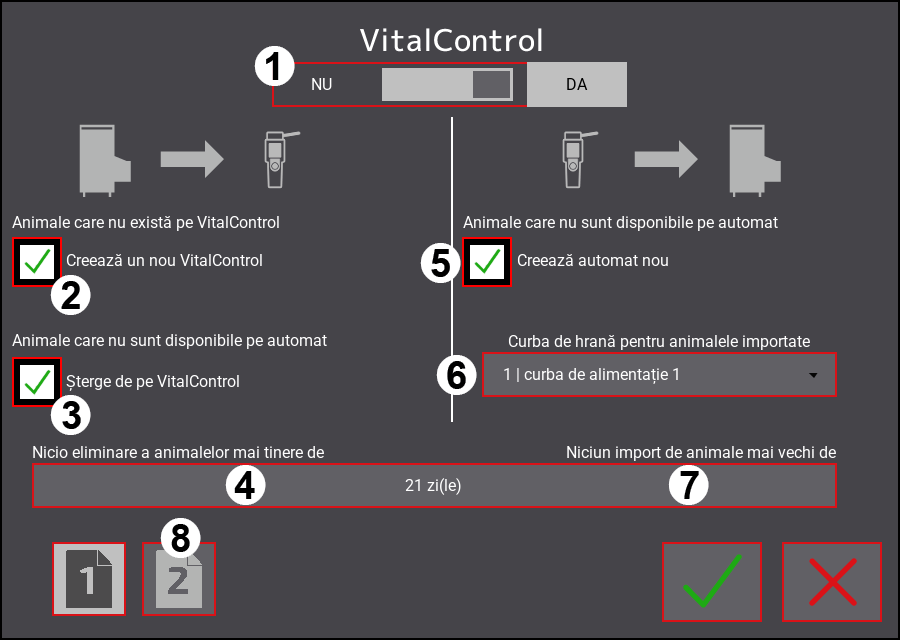 VitalControl
1
NU
DA
Animale care nu există pe VitalControl
Creează un nou VitalControl
2
Animale care nu sunt disponibile pe automat
Șterge de pe VitalControl
3
Animale care nu sunt disponibile pe automat
5
Creează automat nou
Curba de hrană pentru animalele importate
6
1 | curba de alimentație 1
Nicio eliminare a animalelor mai tinere de
Niciun import de animale mai vechi de
4
21 zi(le)
7
8
1
2